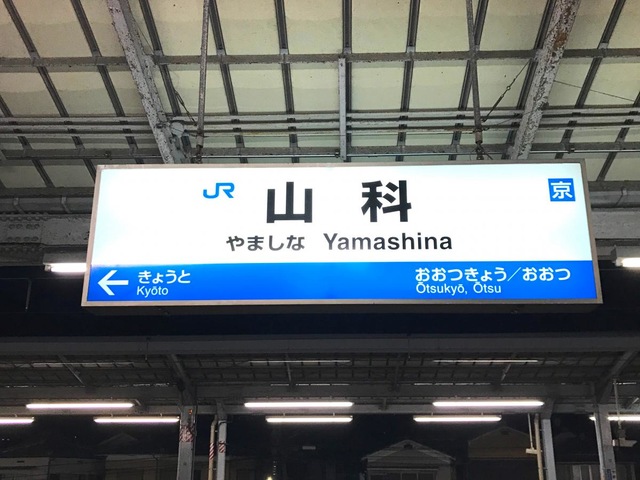 JR 山科 京
やましな Yamashina
← きょうと おおつきょう／おおつ
Kyōto Ōtsukyō, Ōtsu